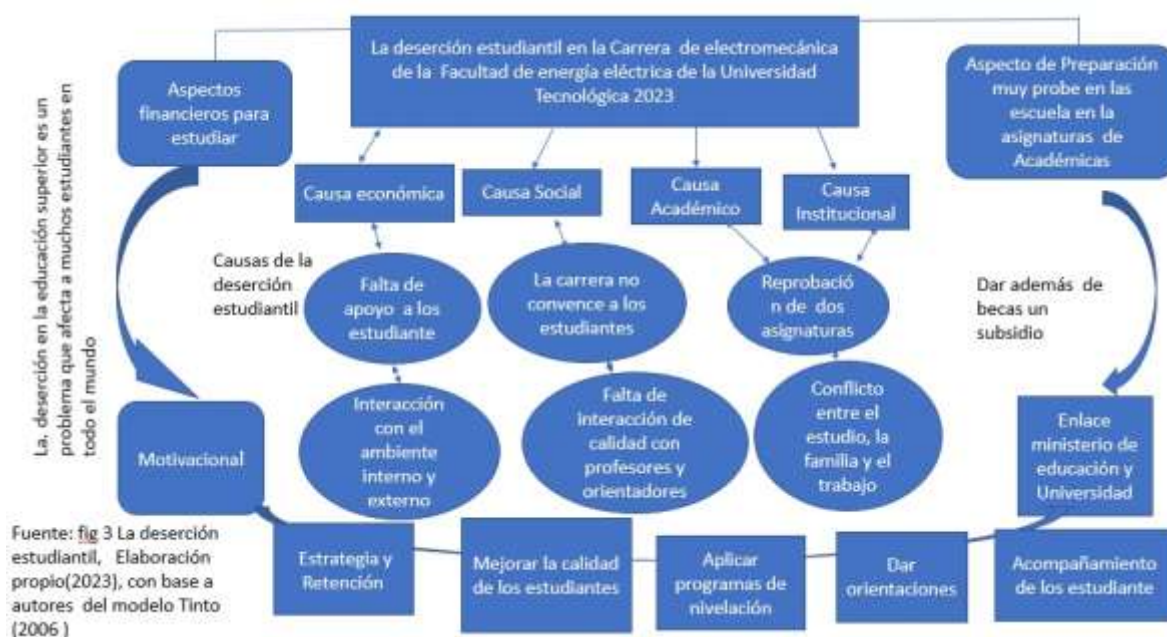 La deserción estudiantil en la Carrera de electromecánica
de la Facultad de energía eléctrica de la Universidad
Tecnológica 2023
Aspectos
financieros para
estudiar
Aspecto de Preparación
muy probe en las
escuela en la
asignaturas de
Académicas
La, deserción en la educación superior es un
problema que afecta a muchos estudiantes en
todo el mundo
Causa económica
Causa Social
Causa
Académico
Causa
Institucional
Causas de la
deserción
estudiantil
Falta de
apoyo a los
estudiante
La carrera no
convence a los
estudiantes
Reprobació
n de dos
asignaturas
Dar además de
becas un
subsidio
Motivacional
Interacción
con el
ambiente
interno y
externo
Falta de
interacción de
calidad con
profesores y
orientadores
Conflicto
entre el
estudio, la
familia y el
trabajo
Enlace
ministerio de
educación y
Universidad
Fuente: fig 3 La deserción
estudiantil, Elaboración
propio(2023), con base a
autores del modelo Tinto
(2006 )
Estrategia y
Retención
Mejorar la calidad
de los estudiantes
Aplicar
programas de
nivelación
Dar
orientaciones
Acompañamiento
de los estudiante